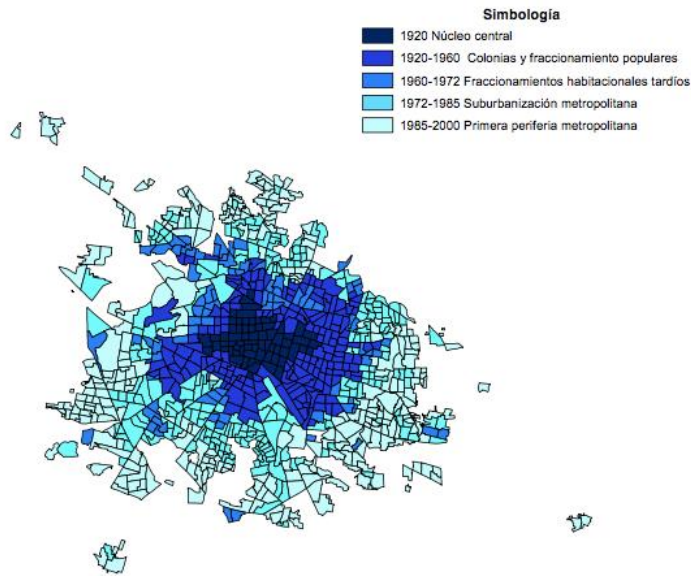 Simbología
1920 Núcleo central
1920-1960 Colonias y fraccionamiento populares
1960-1972 Fraccionamientos habitacionales tardíos
1972-1985 Suburbanización metropolitana
1985-2000 Primera periferia metropolitana